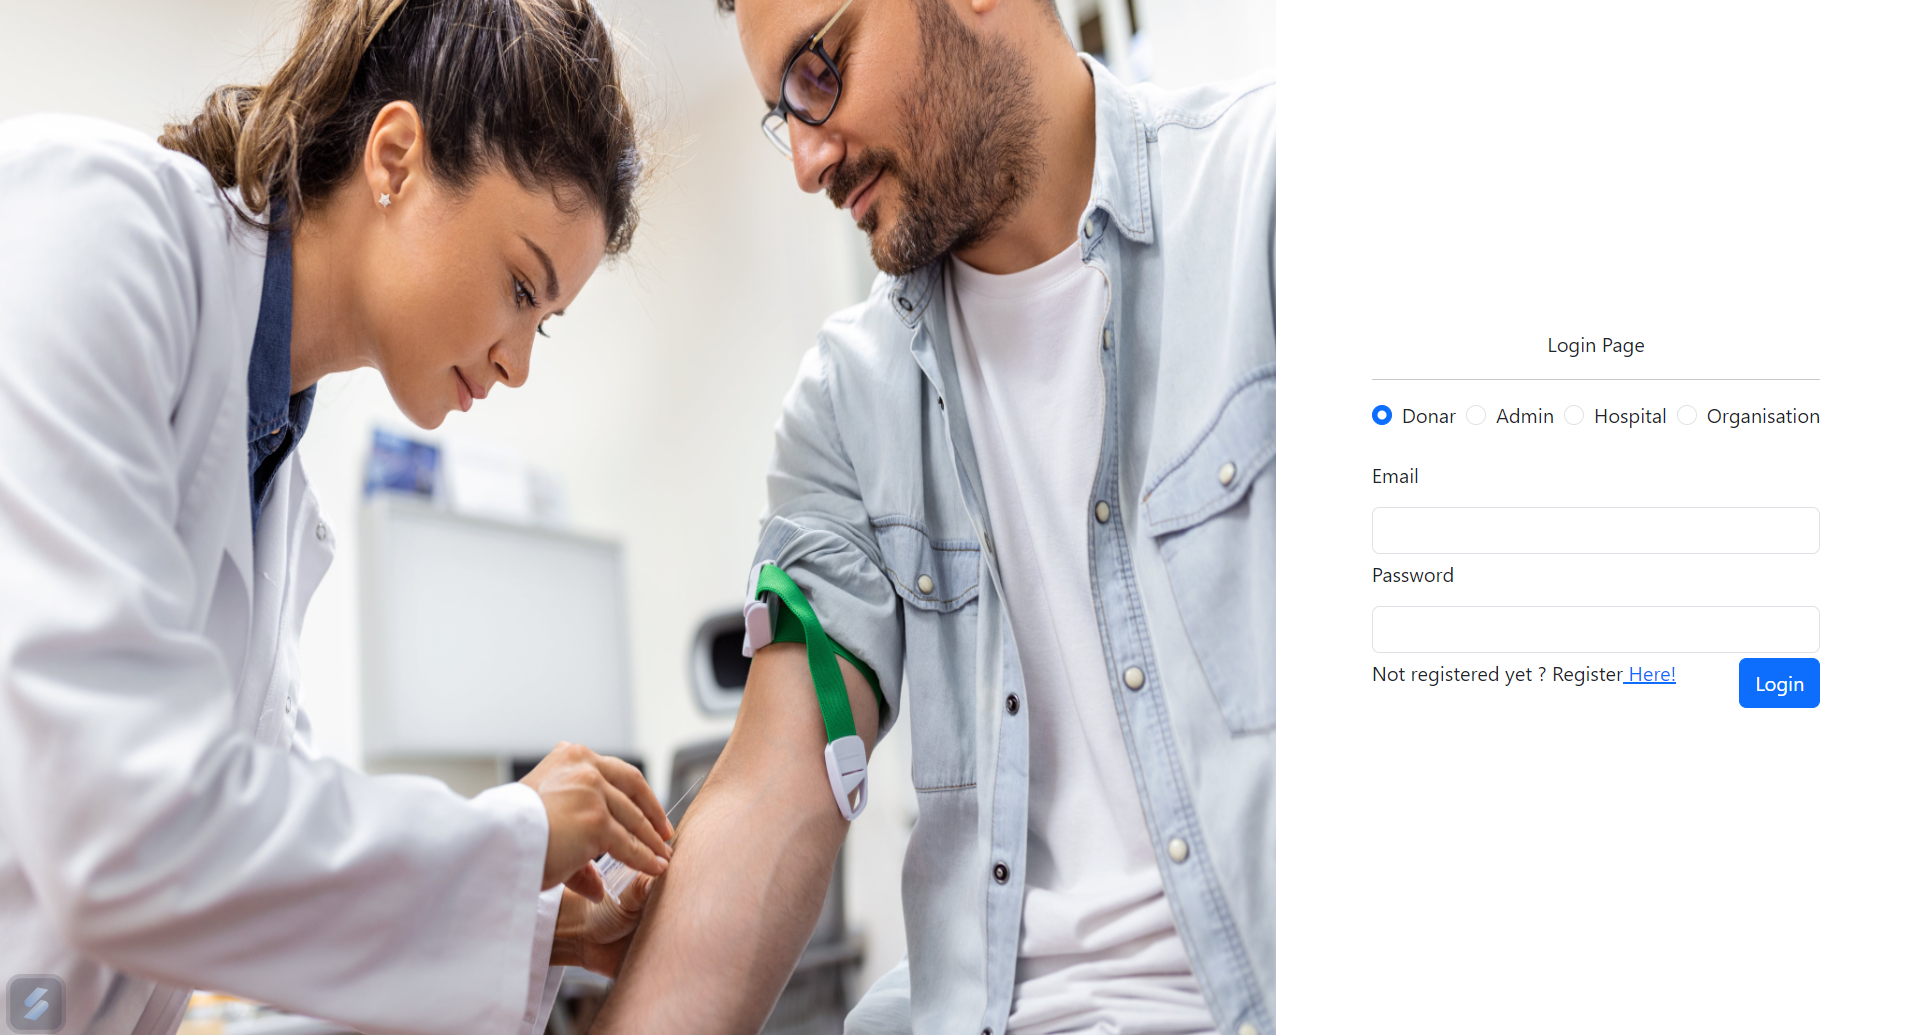 Login Page
Donar Admin Hospital Organisation
Email
Password
Not registered yet ? Register Here!
Login